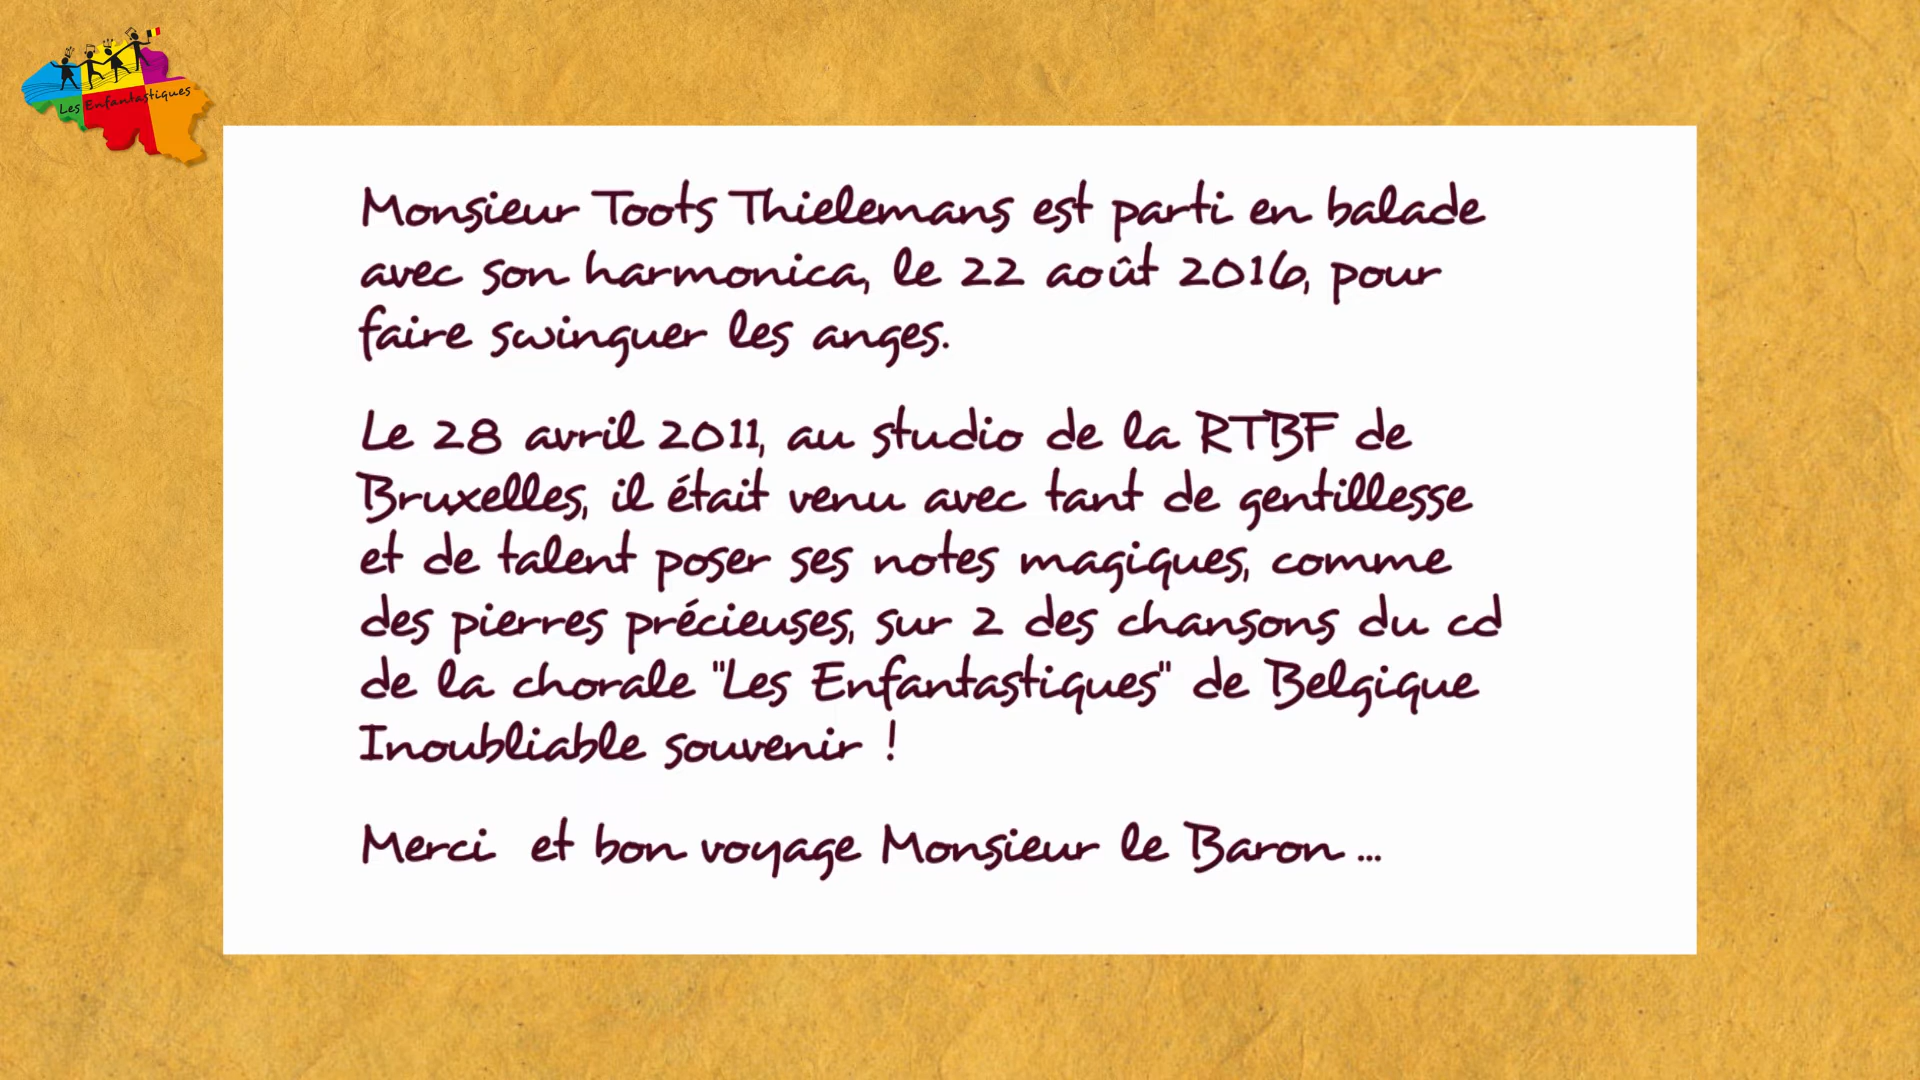 Les Enfantastiques
Monsieur Toots Thielemans est parti en balade
avec son harmonica, le 22 août 2016, pour
faire swinguer les anges.
Le 28 avril 2011, au studio de la RTBF de
Bruxelles, il était venu avec tant de gentillesse
et de talent poser ses notes magiques, comme
des pierres précieuses, sur 2 des chansons du cd
de la chorale "Les Enfantastiques" de Belgique
Inoubliable souvenir !
Merci et bon voyage Monsieur le Baron ...